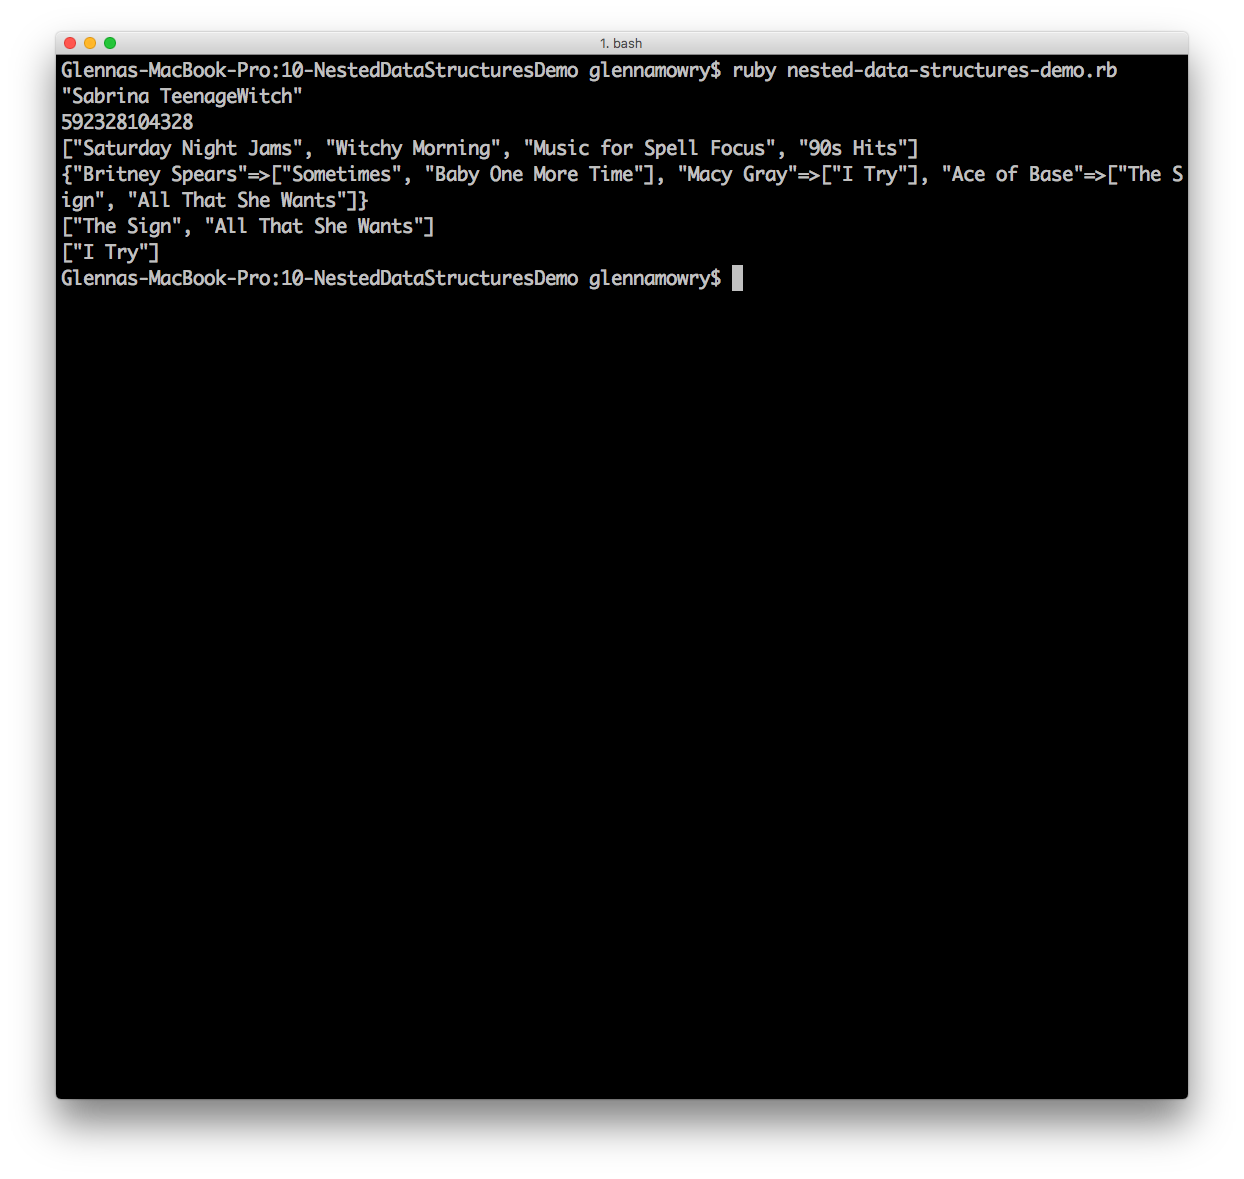 1. bash
Glennas-MacBook-Pro:10-NestedDataStructuresDemo glennamowry$ ruby nested-data-structures-demo.rb
"Sabrina TeenageWitch"
592328104328
["Saturday Night Jams", "Witchy Morning", "Music for Spell Focus", "90s Hits"]
{"Britney Spears"=>["Sometimes", "Baby One More Time"], "Macy Gray"=>["I Try"], "Ace of Base"=>["The S
ign", "All That She Wants"]}
["The Sign", "All That She Wants"]
["I Try"]
Glennas-MacBook-Pro:10-NestedDataStructuresDemo glennamowry$